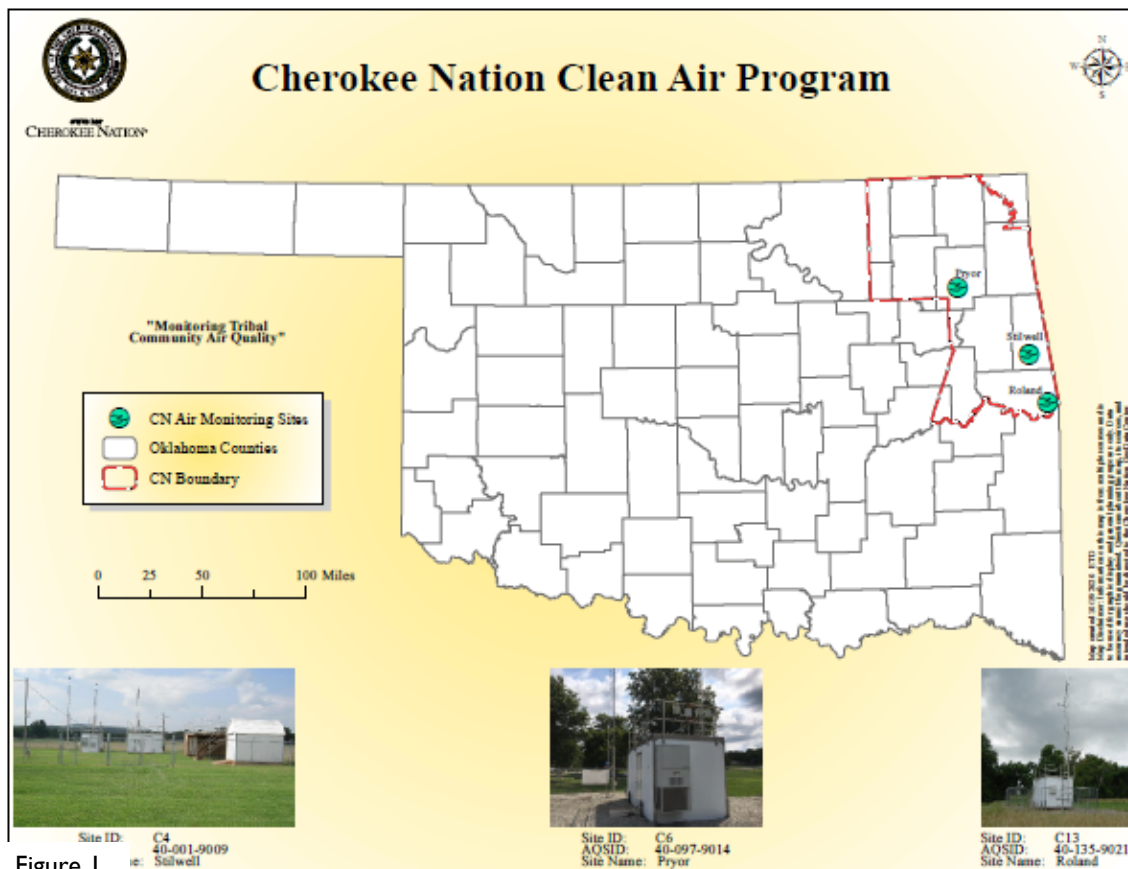 Cherokee Nation Clean Air Program
N
W
E
S
CHEROKEE NATION
Pryor
Stilwell
Roland
"Monitoring Tribal
Community Air Quality"
CN Air Monitoring Sites
Oklahoma Counties
CN Boundary
0 25 50 100 Miles
Site ID: C4
40-001-9009
Stilwell
Site ID: C6
AQSID: 40-097-9014
Site Name: Pryor
Site ID: C13
AQSID: 40-135-9021
Site Name: Roland
Figure 1